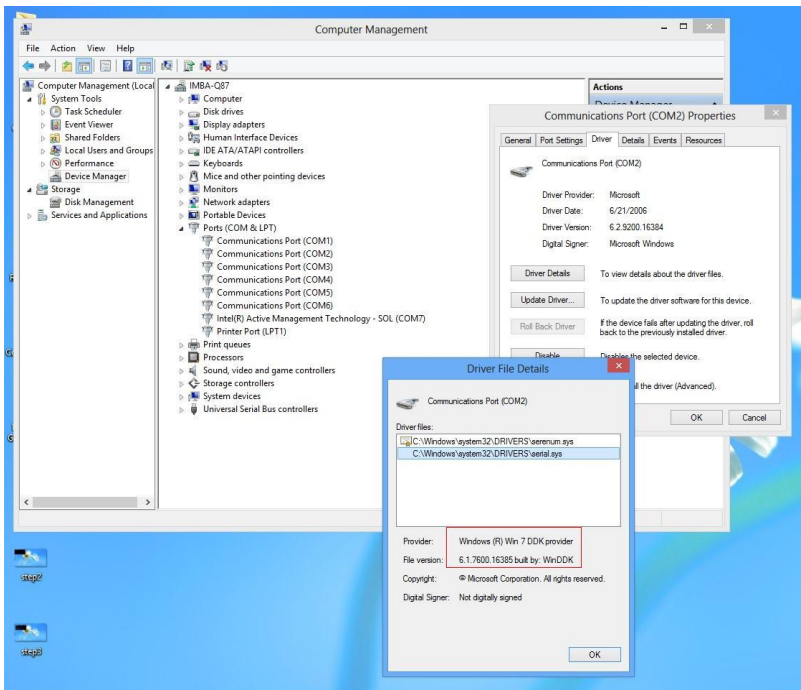 Computer Management
File Action View Help
Computer Management (Local
System Tools
Task Scheduler
Event Viewer
Shared Folders
Local Users and Groups
Performance
Device Manager
Storage
Disk Management
Services and Applications
IMBA-Q87
Computer
Disk drives
Display adapters
Human Interface Devices
IDE ATA/ATAPI controllers
Keyboards
Mice and other pointing devices
Monitors
Network adapters
Portable Devices
Ports (COM & LPT)
Communications Port (COM1)
Communications Port (COM2)
Communications Port (COM3)
Communications Port (COM4)
Communications Port (COM5)
Communications Port (COM6)
Intel(R) Active Management Technology - SOL (COM7)
Printer Port (LPT1)
Print queues
Processors
Sound, video and game controllers
Storage controllers
System devices
Universal Serial Bus controllers
Actions
Device Manager
Communications Port (COM2) Properties
General Port Settings Driver Details Events Resources
Communications Port (COM2)
Driver Provider: Microsoft
Driver Date: 6/21/2006
Driver Version: 6.2.9200.16384
Digital Signer: Microsoft Windows
Driver Details To view details about the driver files.
Update Driver... To update the driver software for this device.
Roll Back Driver If the device fails after updating the driver, roll
back to the previously installed driver.
Disable Disables the selected device.
the driver (Advanced).
OK Cancel
Driver File Details
Communications Port (COM2)
Driver files:
C:\Windows\system32\DRIVERS\serenum.sys
C:\Windows\system32\DRIVERS\serial.sys
Provider: Windows (R) Win 7 DDK provider
File version: 6.1.7600.16385 built by: WinDDK
Copyright: © Microsoft Corporation. All rights reserved.
Digital Signer: Not digitally signed
OK
step2
step3